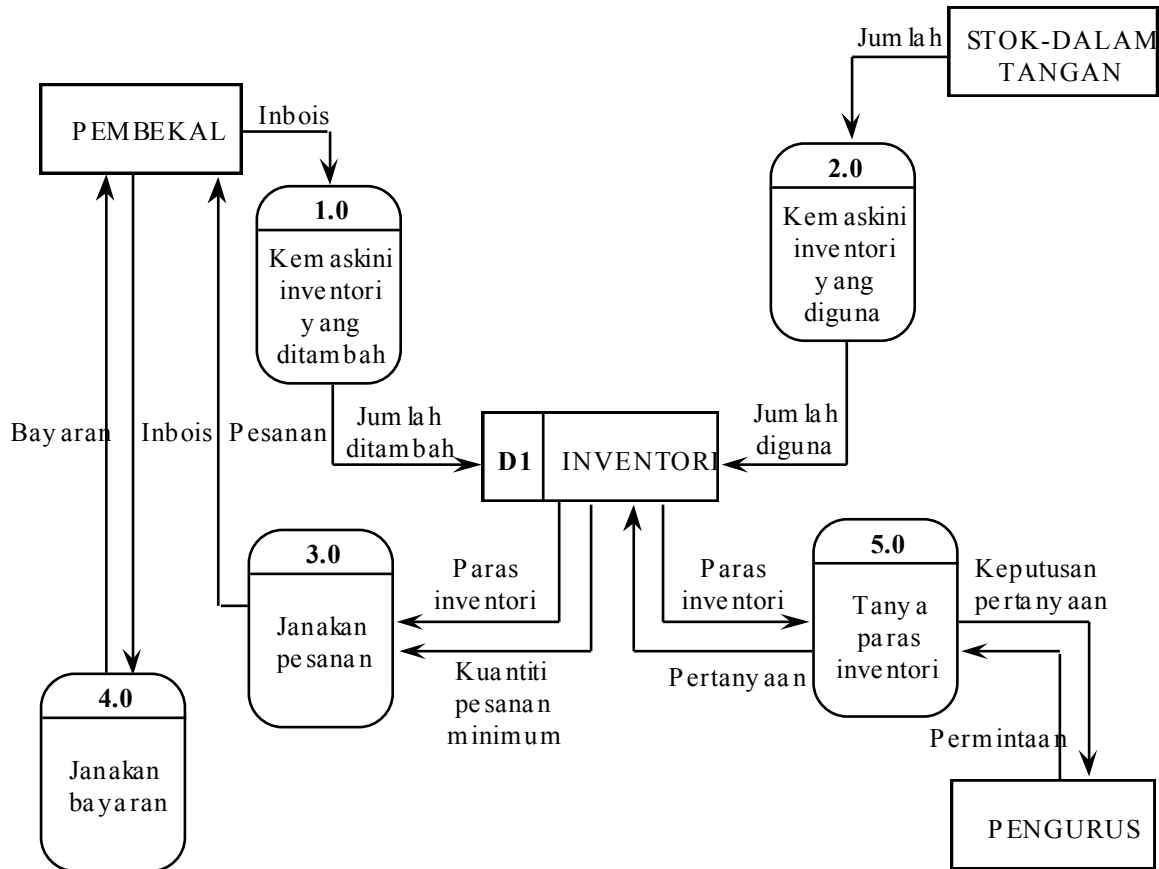 Jumlah
STOK-DALAM
TANGAN
PEMBEKAL
Inbois
1.0
Kemaskini
inventori
yang
ditambah
2.0
Kemaskini
inventori
yang
diguna
Bayaran
Inbois
Pesanan
Jumlah
ditambah
D1
INVENTORI
Jumlah
diguna
3.0
Janakan
pesanan
Paras
inventori
Kuantiti
pesanan
minimum
Paras
inventori
Pertanyaan
5.0
Tanya
paras
inventori
Keputusan
pertanyaan
Permintaan
4.0
Janakan
bayaran
PENGURUS